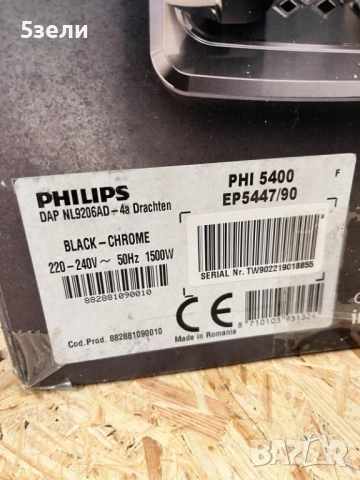 5зели
PHILIPS
DAP NL9206AD-4a Drachten
PHI 5400
EP5447/90
F
BLACK-CHROME
220-240V~ 50Hz 1500W
882881090010
SERIAL Nr. TW902219018855
Cod.Prod. 882881090010
CE
Made in Romania
БАЗАР